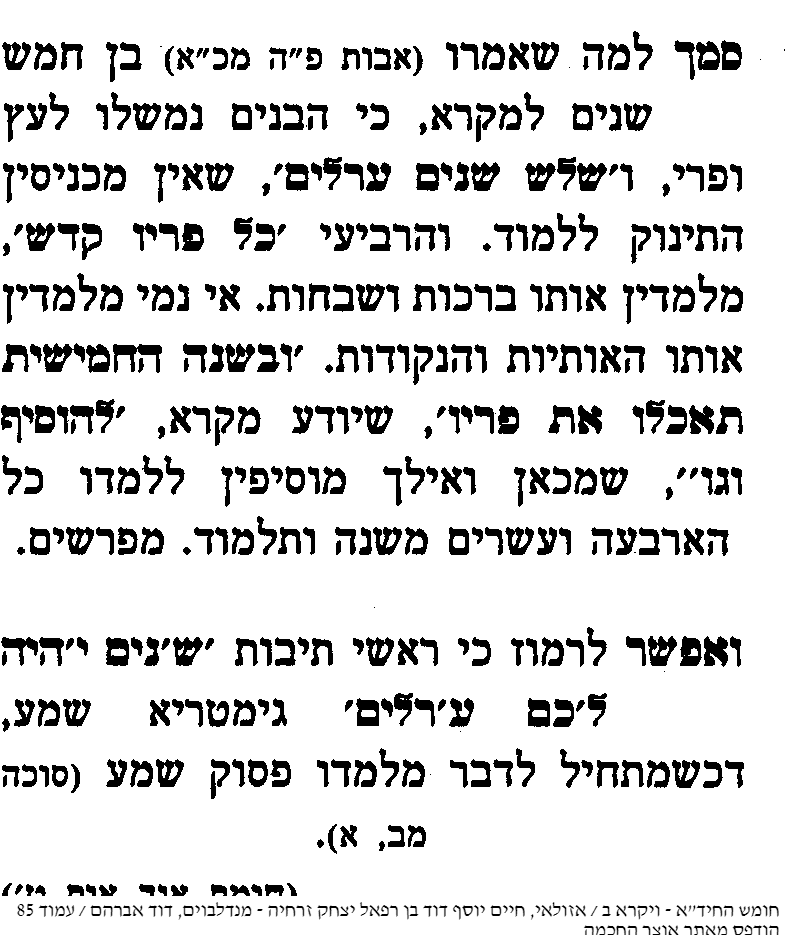 סמך למה שאמרו (אבות פ״ה מכ״א) בן חמש
שנים למקרא, כי הבנים נמשלו לעץ
ופרי, ו׳שלש שנים ערלים׳, שאין מכניסין
התינוק ללמוד. והרביעי ׳כל פריו קדש׳,
מלמדין אותו ברכות ושבחות. אי נמי מלמדין
אותו האותיות והנקודות. ׳ובשנה החמישית
תאכלו את פריו׳, שיודע מקרא, ׳להוסיף
וגו׳׳, שמכאן ואילך מוסיפין ללמדו כל
הארבעה ועשרים משנה ותלמוד. מפרשים.
ואפשר לרמוז כי ראשי תיבות ׳ש׳נים י׳היה
ל׳כם ע׳רלים׳ גימטריא שמע,
דכשמתחיל לדבר מלמדו פסוק שמע (סוכה
מב, א).
חומש החיד״א - ויקרא ב / אזולאי, חיים יוסף דוד בן רפאל יצחק זרחיה - מנדלבוים, דוד אברהם / עמוד 85
הודפס מאתר אוצר החכמה